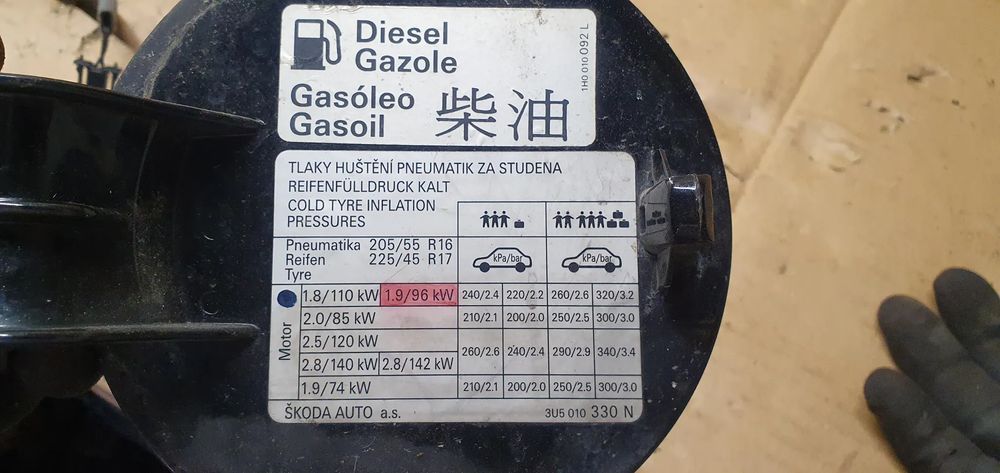 Diesel
Gazole
Gasóleo
Gasoil
柴油
1H0 010 092 L
TLAKY HUŠTĚNÍ PNEUMATIK ZA STUDENA
REIFENFÜLLDRUCK KALT
COLD TYRE INFLATION
PRESSURES
Pneumatika 205/55 R16
Reifen 225/45 R17
Tyre
kPa/bar kPa/bar
Motor
1.8/110 kW 1.9/96 kW 240/2.4 220/2.2 260/2.6 320/3.2
2.0/85 kW 210/2.1 200/2.0 250/2.5 300/3.0
2.5/120 kW
260/2.6 240/2.4 290/2.9 340/3.4
2.8/140 kW 2.8/142 kW
1.9/74 kW 210/2.1 200/2.0 250/2.5 300/3.0
ŠKODA AUTO a.s. 3U5 010 330 N